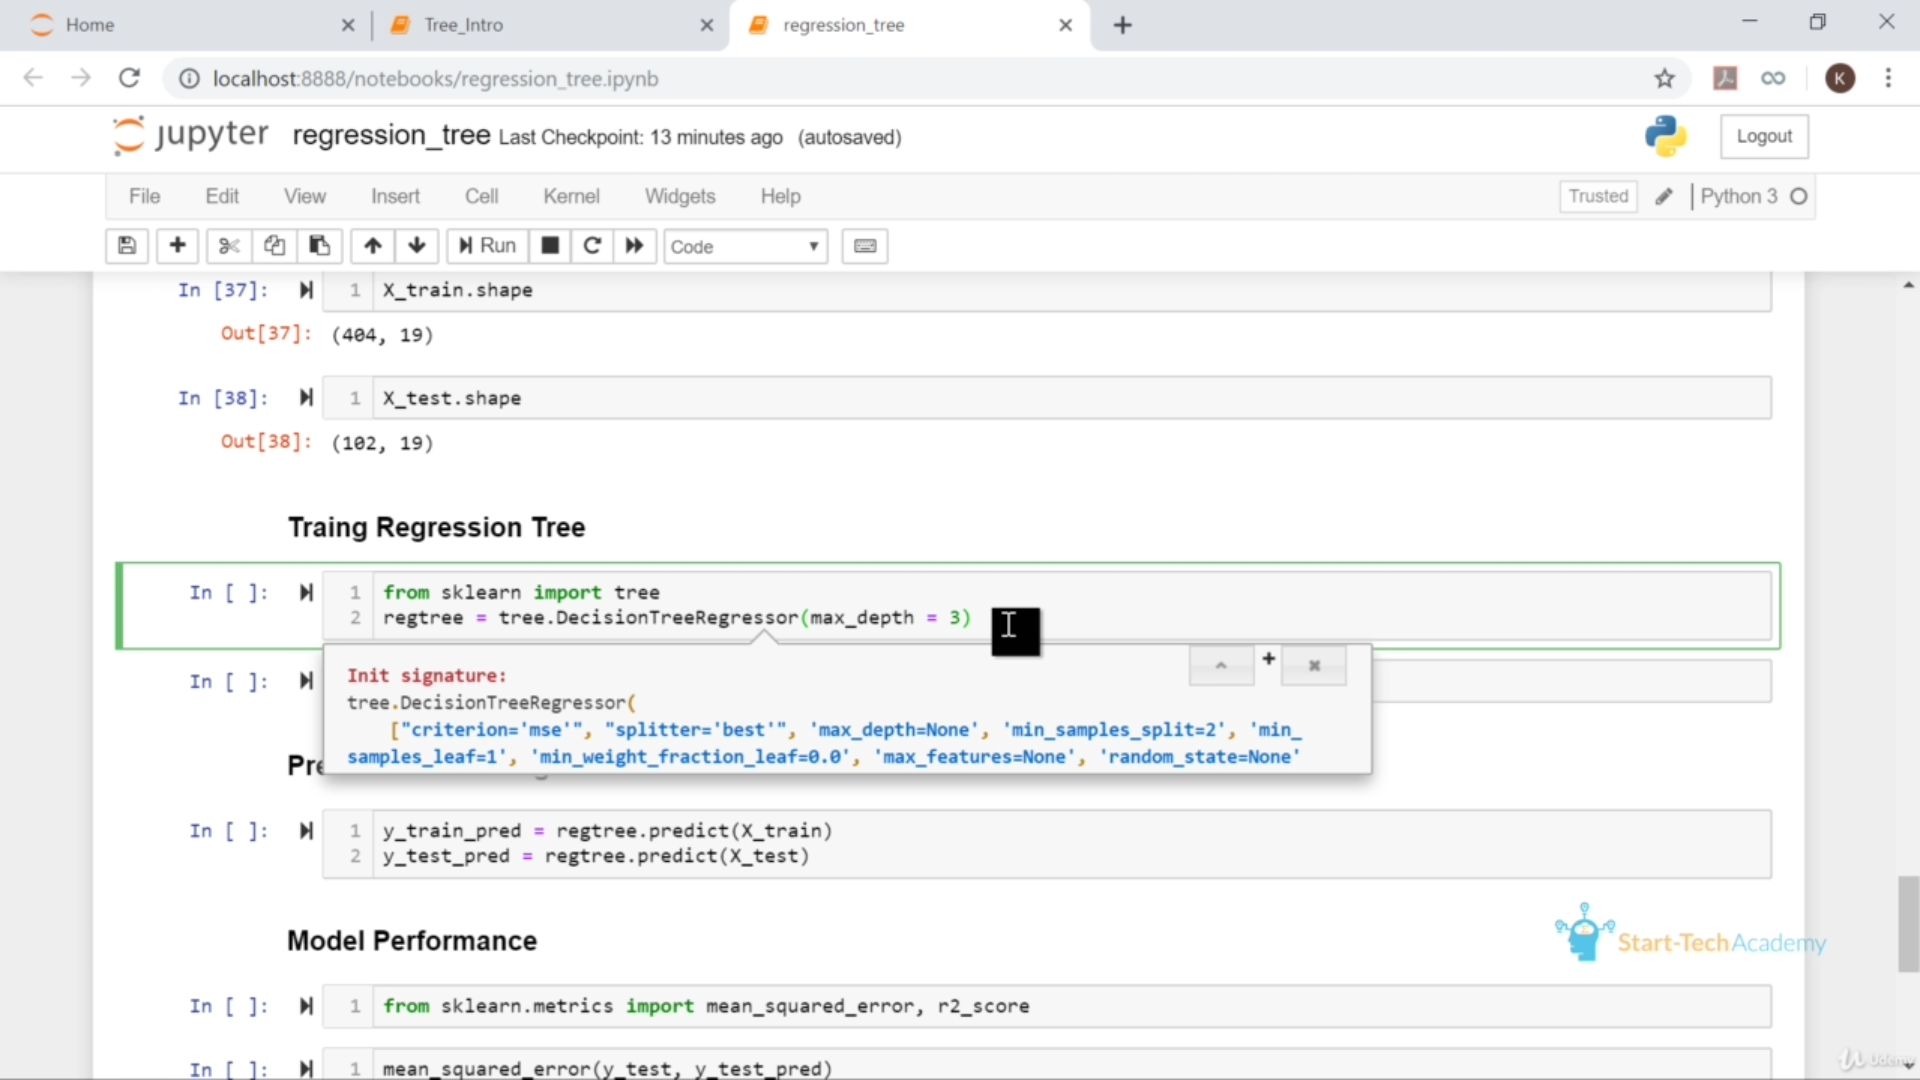 Home
Tree_Intro
regression_tree
localhost:8888/notebooks/regression_tree.ipynb
K
jupyter regression_tree Last Checkpoint: 13 minutes ago (autosaved)
Logout
File Edit View Insert Cell Kernel Widgets Help
Trusted
Python 3
Run
Code
In [37]: 1 X_train.shape
Out[37]: (404, 19)
In [38]: 1 X_test.shape
Out[38]: (102, 19)
Traing Regression Tree
In [ ]: 1 from sklearn import tree
2 regtree = tree.DecisionTreeRegressor(max_depth = 3)
Init signature:
In [ ]:
tree.DecisionTreeRegressor(
["criterion='mse'", "splitter='best'", 'max_depth=None', 'min_samples_split=2', 'min_
samples_leaf=1', 'min_weight_fraction_leaf=0.0', 'max_features=None', 'random_state=None'
In [ ]: 1 y_train_pred = regtree.predict(X_train)
2 y_test_pred = regtree.predict(X_test)
Model Performance
Start-TechAcademy
In [ ]: 1 from sklearn.metrics import mean_squared_error, r2_score
In [ ]: 1 mean_squared_error(y_test, y_test_pred)
Udemy